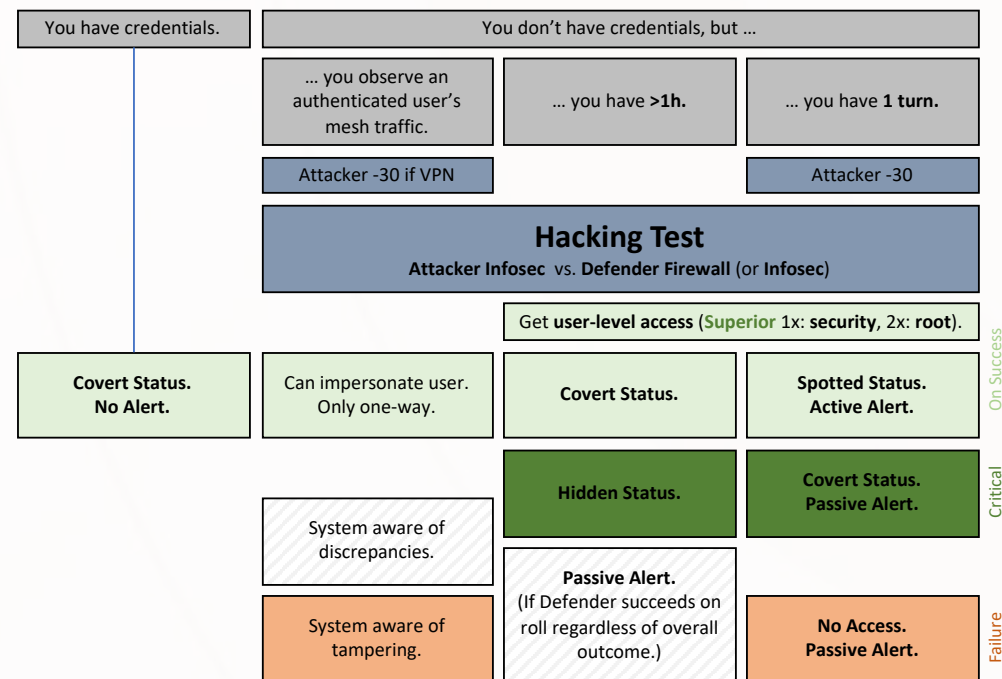 You have credentials.
You don’t have credentials, but …
… you observe an
authenticated user’s
mesh traffic.
… you have >1h.
… you have 1 turn.
Attacker -30 if VPN
Attacker -30
Hacking Test
Attacker Infosec vs. Defender Firewall (or Infosec)
Get user-level access (Superior 1x: security, 2x: root).
On Success
Covert Status.
No Alert.
Can impersonate user.
Only one-way.
Covert Status.
Spotted Status.
Active Alert.
Hidden Status.
Covert Status.
Passive Alert.
Critical
System aware of
discrepancies.
Passive Alert.
(If Defender succeeds on
roll regardless of overall
outcome.)
System aware of
tampering.
No Access.
Passive Alert.
Failure